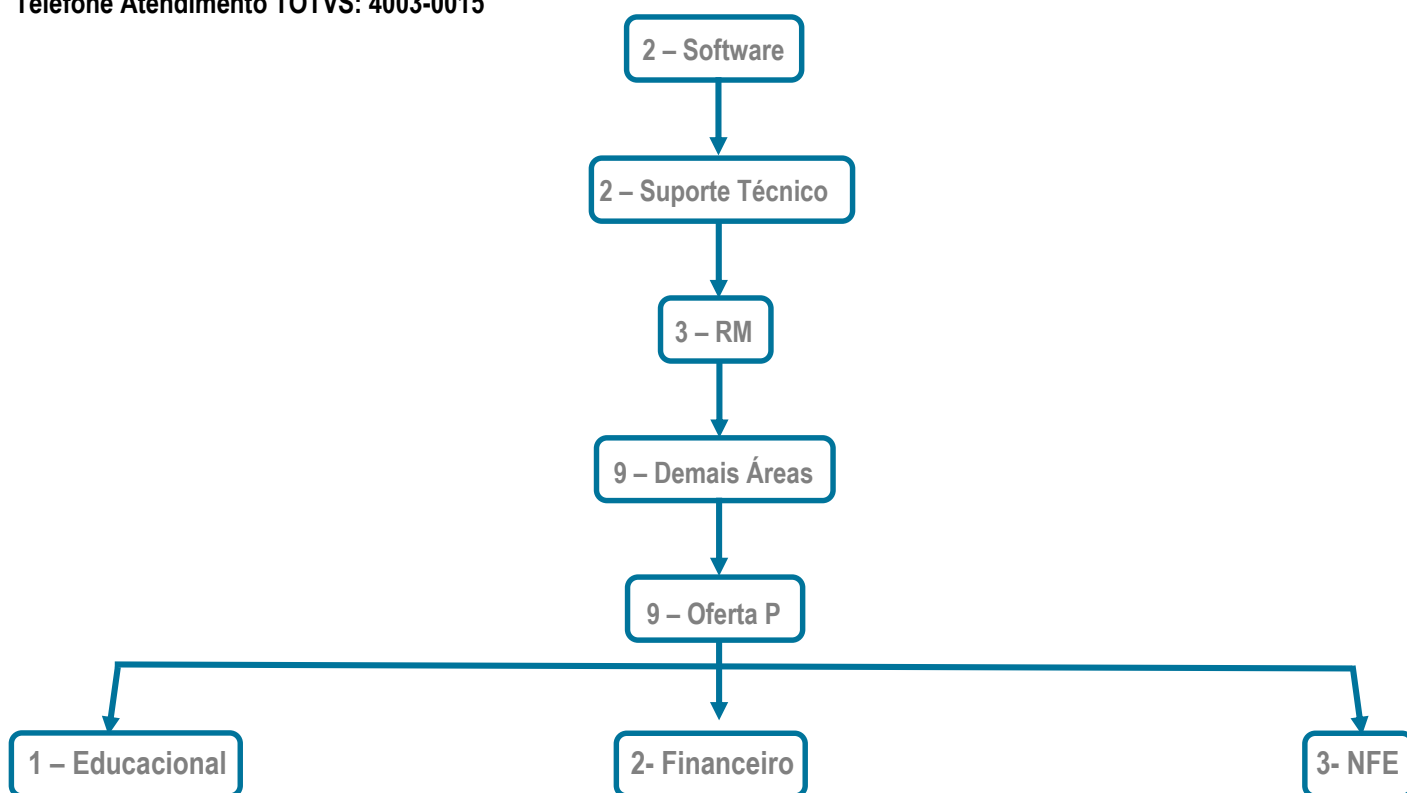 Telefone Atendimento TOTVS: 4003-0015
2 – Software
2 – Suporte Técnico
3 – RM
9 – Demais Áreas
9 – Oferta P
1 – Educacional
2- Financeiro
3- NFE